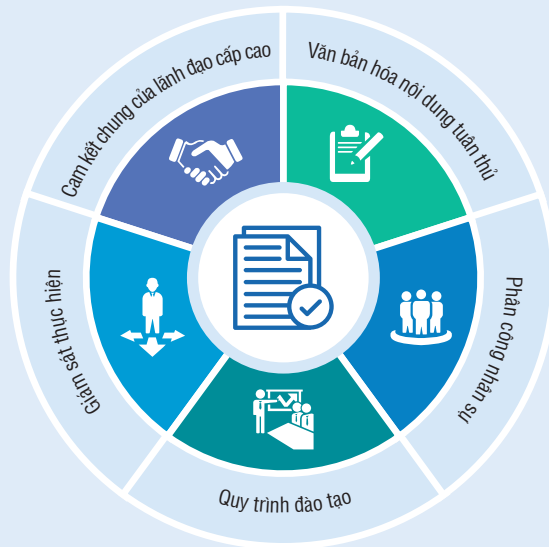 Cam kết chung của lãnh đạo cấp cao
Văn bản hóa nội dung tuân thủ
Phân công nhân sự
Quy trình đào tạo
Giám sát thực hiện